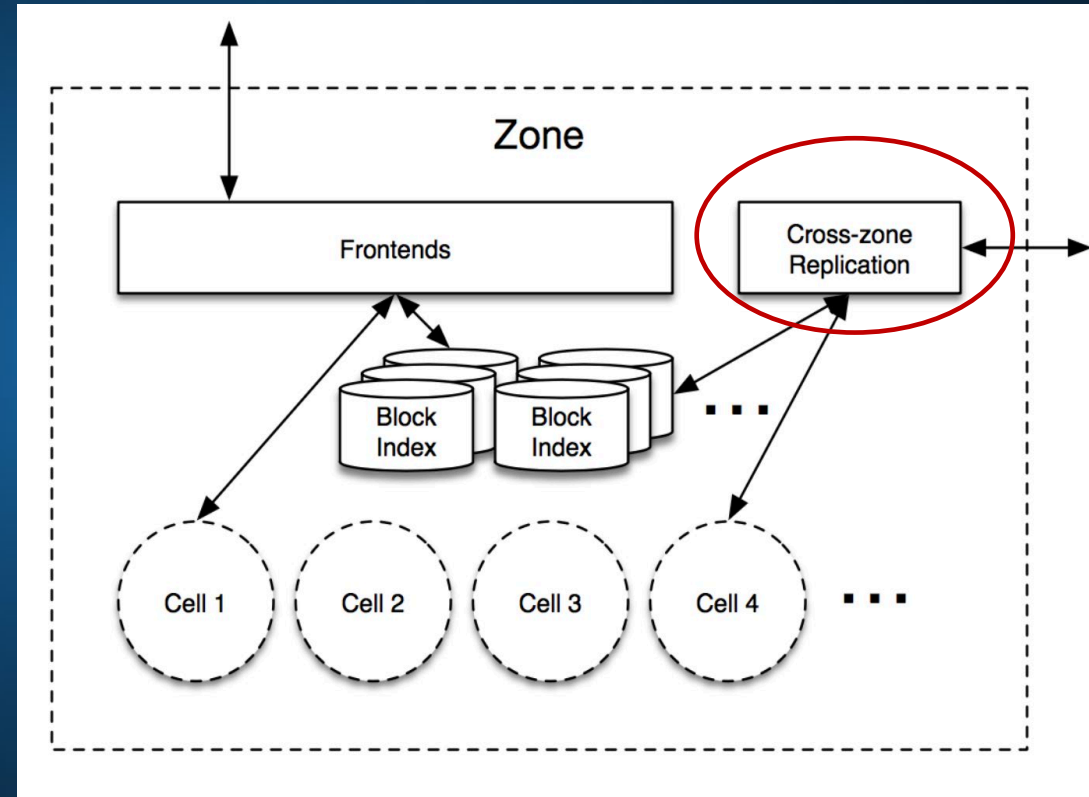 Zone
Frontends
Cross-zone
Replication
Block
Index
Block
Index
...
Cell 1
Cell 2
Cell 3
Cell 4
...